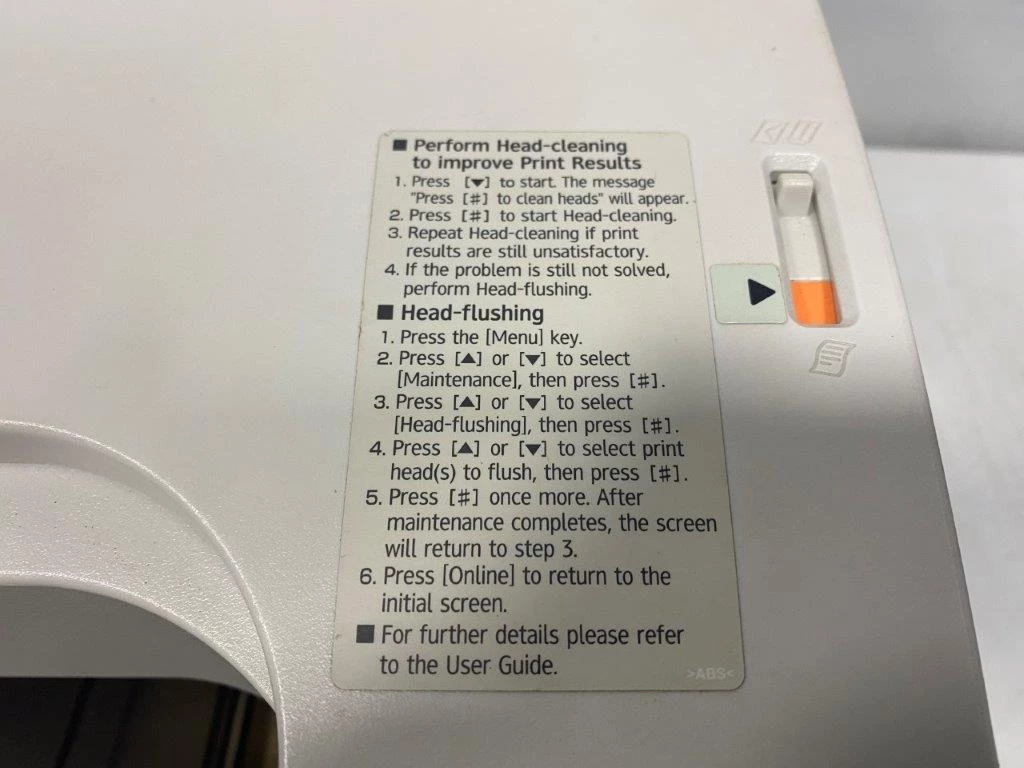 ■ Perform Head-cleaning
to improve Print Results
1. Press [▼] to start. The message
"Press [#] to clean heads" will appear.
2. Press [#] to start Head-cleaning.
3. Repeat Head-cleaning if print
results are still unsatisfactory.
4. If the problem is still not solved,
perform Head-flushing.
■ Head-flushing
1. Press the [Menu] key.
2. Press [▲] or [▼] to select
[Maintenance], then press [#].
3. Press [▲] or [▼] to select
[Head-flushing], then press [#].
4. Press [▲] or [▼] to select print
head(s) to flush, then press [#].
5. Press [#] once more. After
maintenance completes, the screen
will return to step 3.
6. Press [Online] to return to the
initial screen.
■ For further details please refer
to the User Guide.
>ABS<